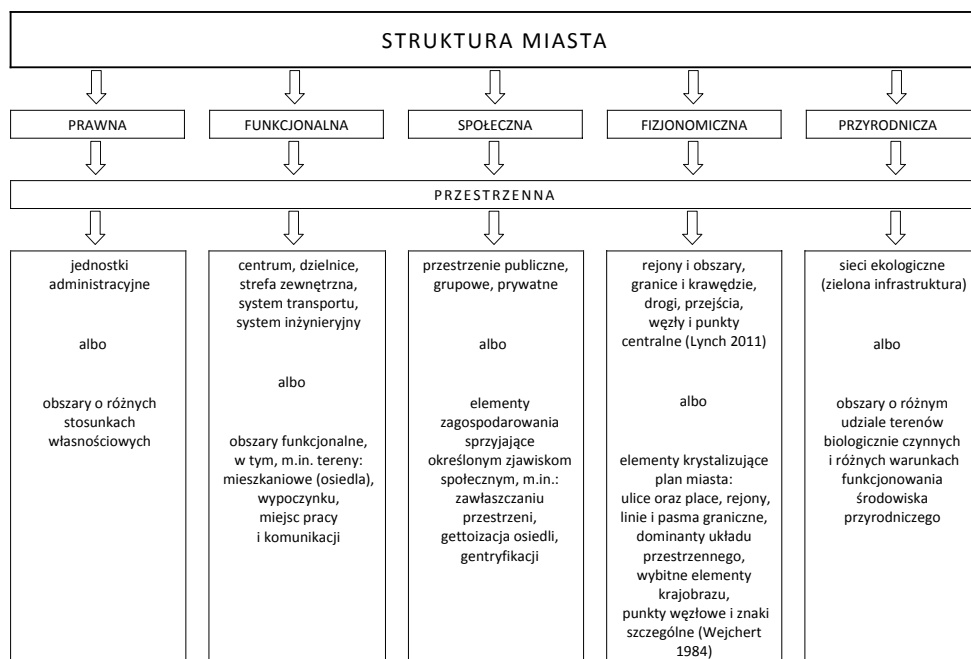 STRUKTURA MIASTA
PRAWNA
FUNKCJONALNA
SPOŁECZNA
FIZJONOMICZNA
PRZYRODNICZA
PRZESTRZENNA
jednostki
administracyjne
albo
obszary o różnych
stosunkach
własnościowych
centrum, dzielnice,
strefa zewnętrzna,
system transportu,
system inżynieryjny
albo
obszary funkcjonalne,
w tym, m.in. tereny:
mieszkaniowe (osiedla),
wypoczynku,
miejsc pracy
i komunikacji
przestrzenie publiczne,
grupowe, prywatne
albo
elementy
zagospodarowania
sprzyjające
określonym zjawiskom
społecznym, m.in.:
zawłaszczaniu
przestrzeni,
gettoizacja osiedli,
gentryfikacji
rejony i obszary,
granice i krawędzie,
drogi, przejścia,
węzły i punkty
centralne (Lynch 2011)
albo
elementy krystalizujące
plan miasta:
ulice oraz place, rejony,
linie i pasma graniczne,
dominanty układu
przestrzennego,
wybitne elementy
krajobrazu,
punkty węzłowe i znaki
szczególne (Wejchert
1984)
sieci ekologiczne
(zielona infrastruktura)
albo
obszary o różnym
udziale terenów
biologicznie czynnych
i różnych warunkach
funkcjonowania
środowiska
przyrodniczego